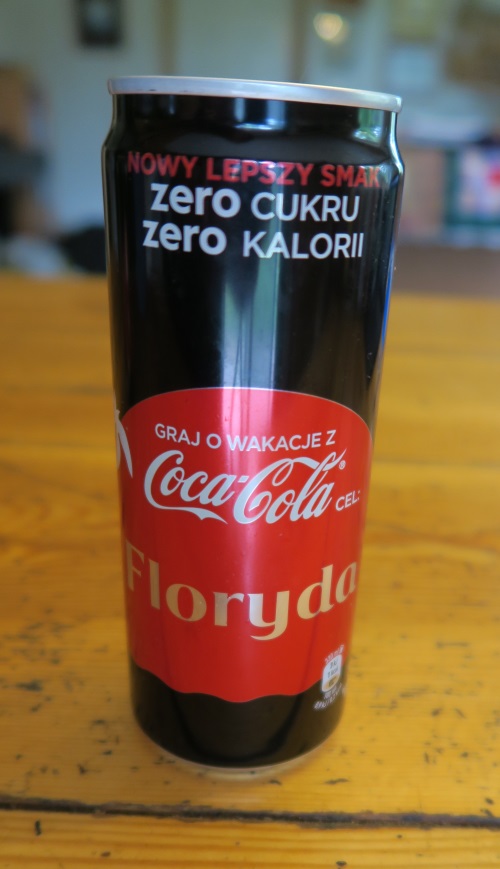 NOWY LEPSZY SMAK
zero CUKRU
zero KALORII
GRAJ O WAKACJE Z
Coca-Cola® CEL:
Floryda